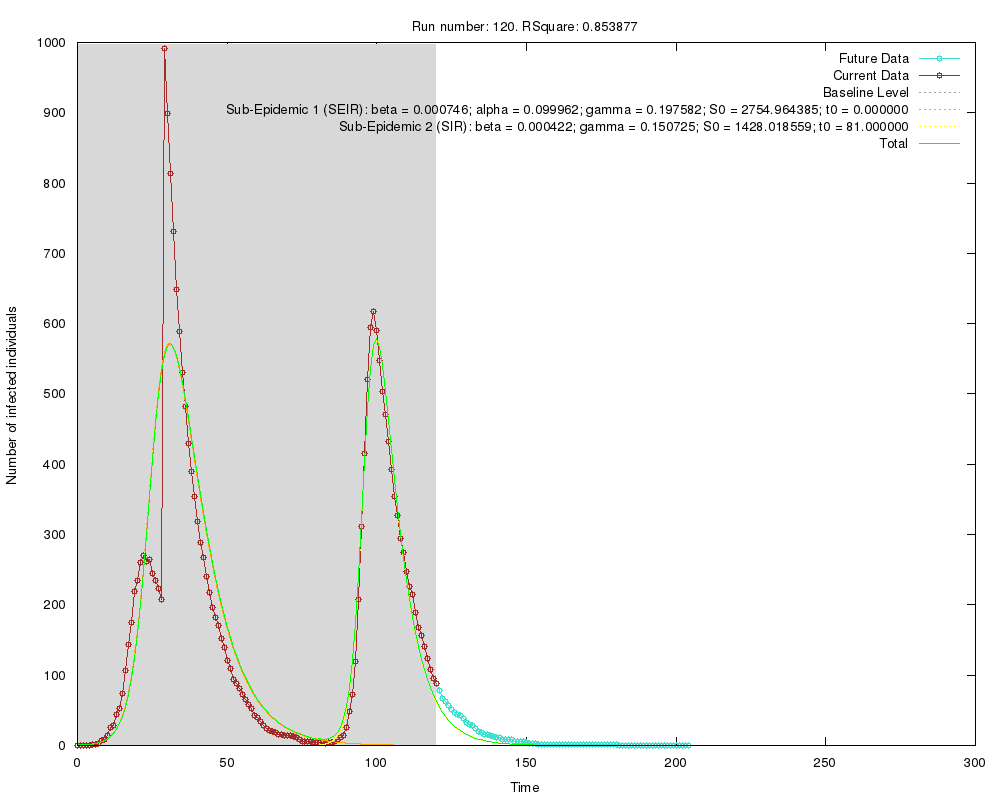 Run number: 120. RSquare: 0.853877
1000
900
800
700
600
500
400
300
200
100
0
Number of infected individuals
Future Data
Current Data
Baseline Level
Sub-Epidemic 1 (SEIR): beta = 0.000746; alpha = 0.099962; gamma = 0.197582; S0 = 2754.964385; t0 = 0.000000
Sub-Epidemic 2 (SIR): beta = 0.000422; gamma = 0.150725; S0 = 1428.018559; t0 = 81.000000
Total
0 50 100 150 200 250 300
Time